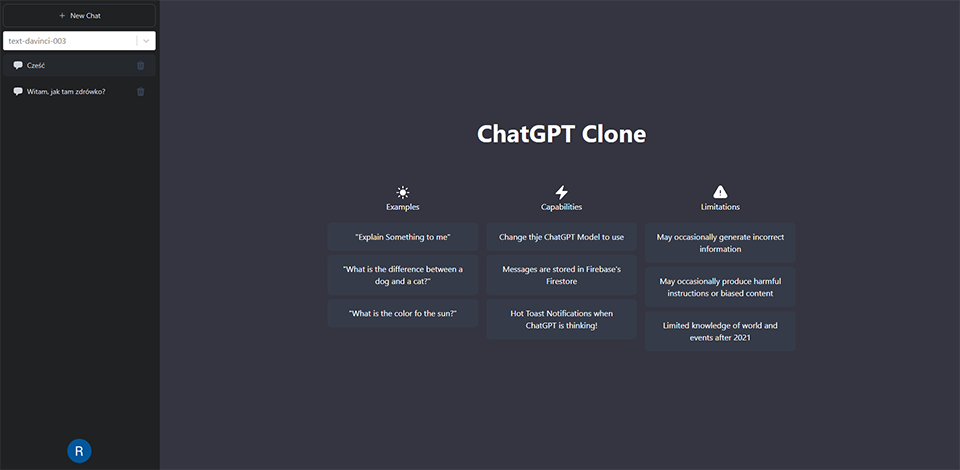 + New Chat
text-davinci-003
Cześć
Witam, jak tam zdrówko?
R
ChatGPT Clone
Examples
"Explain Something to me"
"What is the difference between a
dog and a cat?"
"What is the color fo the sun?"
Capabilities
Change thje ChatGPT Model to use
Messages are stored in Firebase's
Firestore
Hot Toast Notifications when
ChatGPT is thinking!
Limitations
May occasionally generate incorrect
information
May occasionally produce harmful
instructions or biased content
Limited knowledge of world and
events after 2021